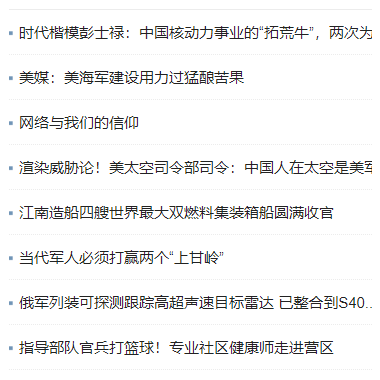 时代楷模彭士禄：中国核动力事业的“拓荒牛”，两次为
美媒：美海军建设用力过猛酿苦果
网络与我们的信仰
渲染威胁论！美太空司令部司令：中国人在太空是美军
江南造船四艘世界最大双燃料集装箱船圆满收官
当代军人必须打赢两个“上甘岭”
俄军列装可探测跟踪高超声速目标雷达 已整合到S40...
指导部队官兵打篮球！专业社区健康师走进营区